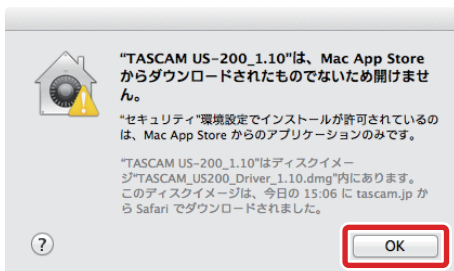 “TASCAM US-200_1.10”は、Mac App Store
からダウンロードされたものでないため開けませ
ん。
“セキュリティ”環境設定でインストールが許可されているの
は、Mac App Store からのアプリケーションのみです。
“TASCAM US-200_1.10”はディスクイメー
ジ“TASCAM_US200_Driver_1.10.dmg”内にあります。
このディスクイメージは、今日の 15:06 に tascam.jp か
ら Safari でダウンロードされました。
?
OK